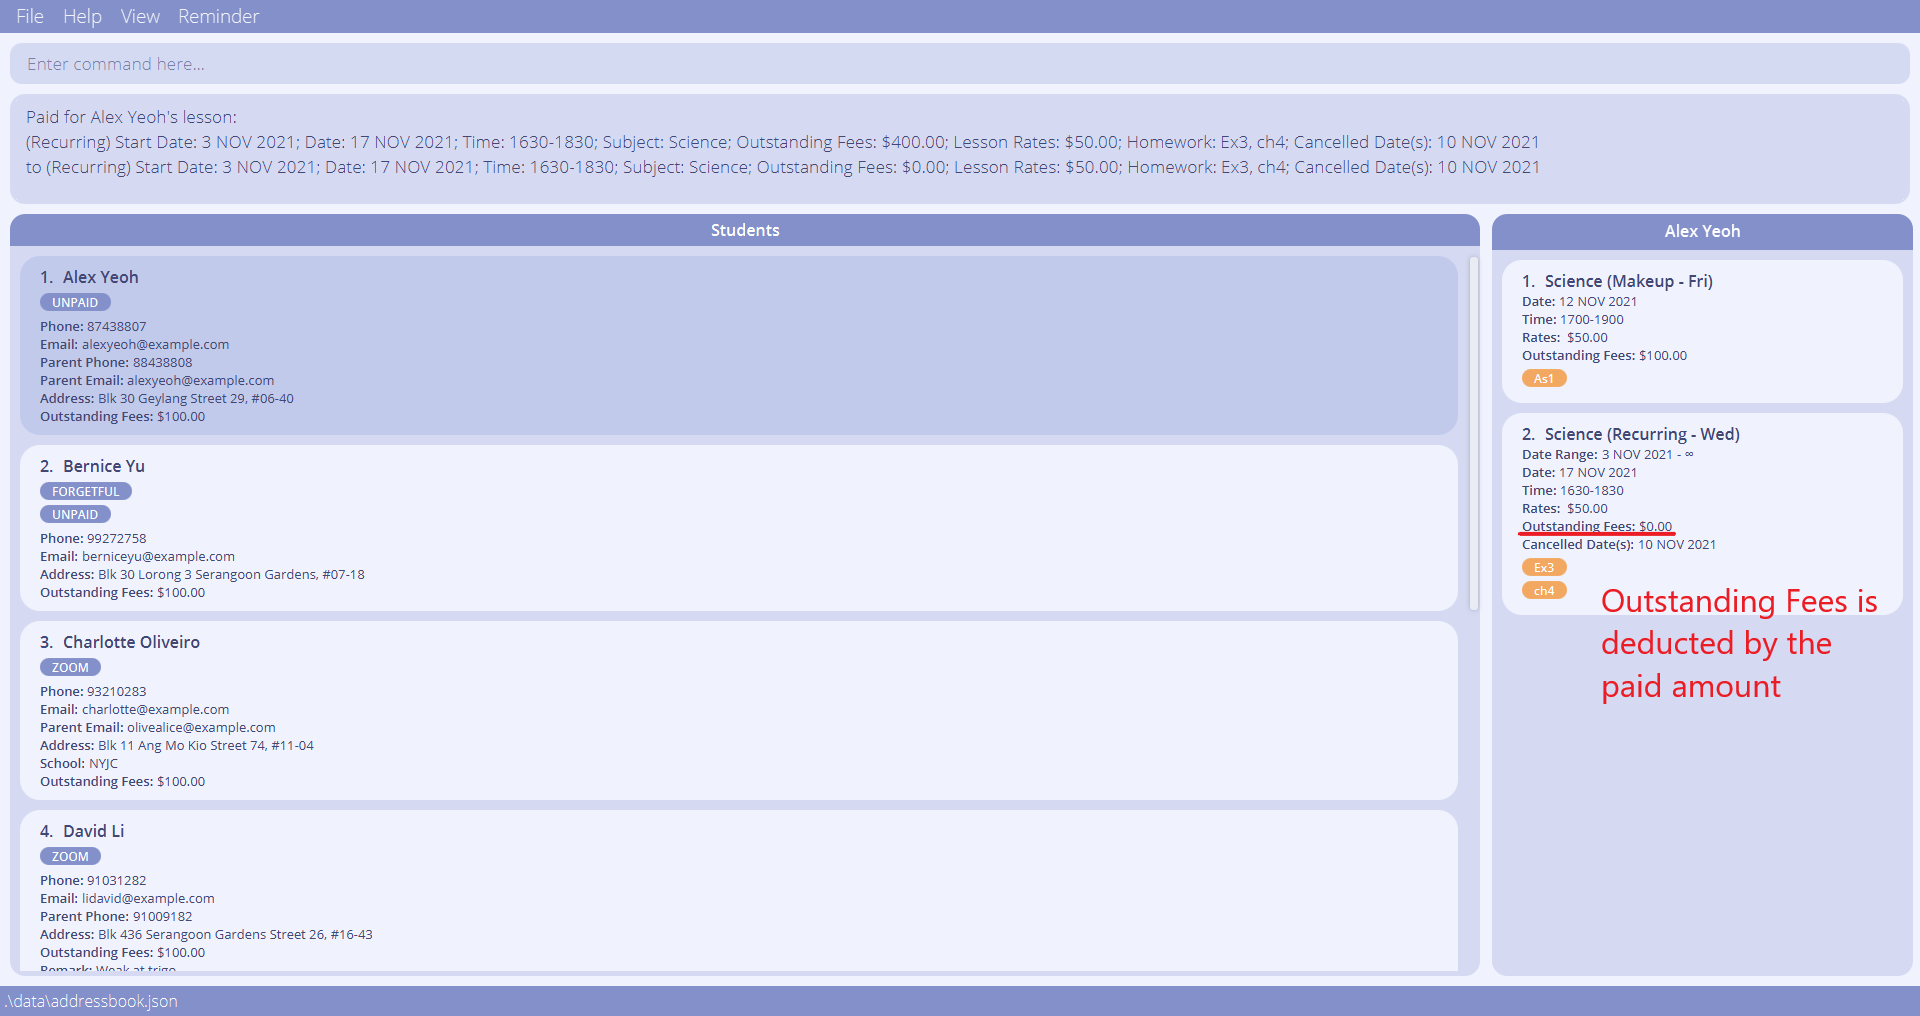 File Help View Reminder
Enter command here...
Paid for Alex Yeoh's lesson:
(Recurring) Start Date: 3 NOV 2021; Date: 17 NOV 2021; Time: 1630-1830; Subject: Science; Outstanding Fees: $400.00; Lesson Rates: $50.00; Homework: Ex3, ch4; Cancelled Date(s): 10 NOV 2021
to (Recurring) Start Date: 3 NOV 2021; Date: 17 NOV 2021; Time: 1630-1830; Subject: Science; Outstanding Fees: $0.00; Lesson Rates: $50.00; Homework: Ex3, ch4; Cancelled Date(s): 10 NOV 2021
Students
1. Alex Yeoh
UNPAID
Phone: 87438807
Email: alexyeoh@example.com
Parent Phone: 88438808
Parent Email: alexyeoh@example.com
Address: Blk 30 Geylang Street 29, #06-40
Outstanding Fees: $100.00
2. Bernice Yu
FORGETFUL
UNPAID
Phone: 99272758
Email: berniceyu@example.com
Address: Blk 30 Lorong 3 Serangoon Gardens, #07-18
Outstanding Fees: $100.00
3. Charlotte Oliveiro
ZOOM
Phone: 93210283
Email: charlotte@example.com
Parent Email: olivealice@example.com
Address: Blk 11 Ang Mo Kio Street 74, #11-04
School: NYJC
Outstanding Fees: $100.00
4. David Li
ZOOM
Phone: 91031282
Email: lidavid@example.com
Parent Phone: 91009182
Address: Blk 436 Serangoon Gardens Street 26, #16-43
Outstanding Fees: $100.00
Remark: Weak at trigo
Alex Yeoh
1. Science (Makeup - Fri)
Date: 12 NOV 2021
Time: 1700-1900
Rates: $50.00
Outstanding Fees: $100.00
As1
2. Science (Recurring - Wed)
Date Range: 3 NOV 2021 - ∞
Date: 17 NOV 2021
Time: 1630-1830
Rates: $50.00
Outstanding Fees: $0.00
Cancelled Date(s): 10 NOV 2021
Ex3
ch4
Outstanding Fees is
deducted by the
paid amount
.\data\addressbook.json